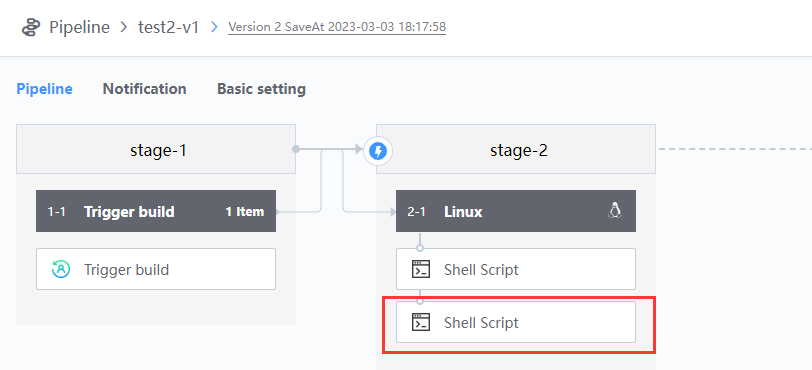 Pipeline > test2-v1 > Version 2 SaveAt 2023-03-03 18:17:58
Pipeline Notification Basic setting
stage-1
1-1 Trigger build 1 Item
Trigger build
stage-2
2-1 Linux
Shell Script
Shell Script